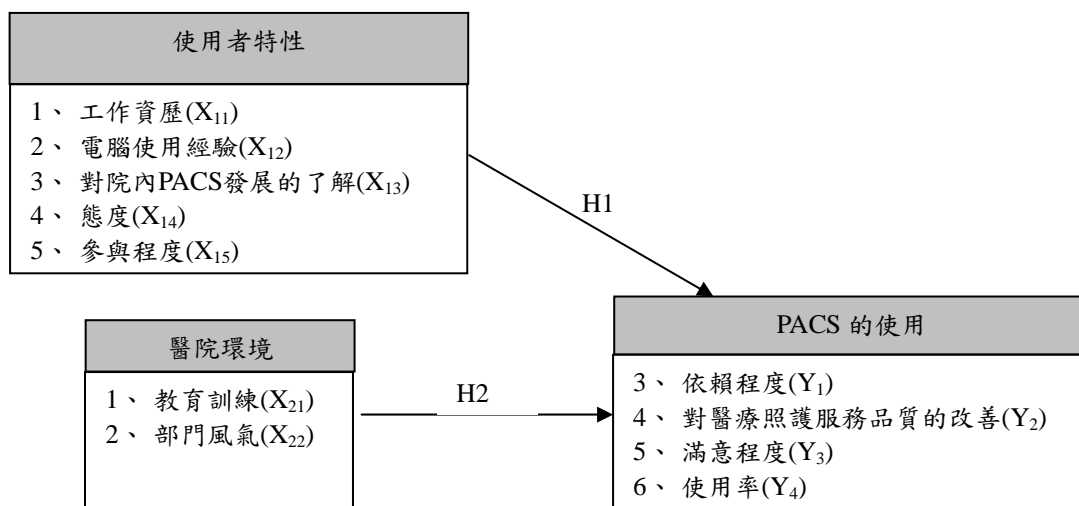 使用者特性
1、 工作資歷(X₁₁)
2、 電腦使用經驗(X₁₂)
3、 對院內PACS發展的了解(X₁₃)
4、 態度(X₁₄)
5、 參與程度(X₁₅)
H1
醫院環境
1、 教育訓練(X₂₁)
2、 部門風氣(X₂₂)
H2
PACS 的使用
3、 依賴程度(Y₁)
4、 對醫療照護服務品質的改善(Y₂)
5、 滿意程度(Y₃)
6、 使用率(Y₄)